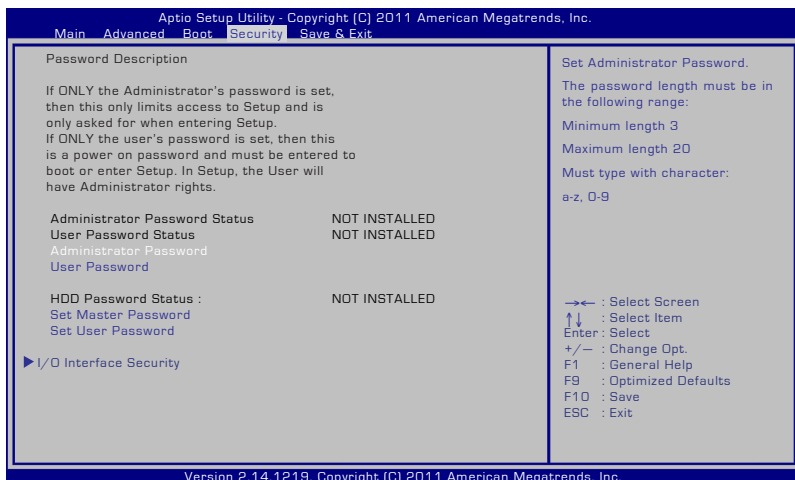 Aptio Setup Utility - Copyright (C) 2011 American Megatrends, Inc.
Main Advanced Boot Security Save & Exit
Password Description
If ONLY the Administrator's password is set,
then this only limits access to Setup and is
only asked for when entering Setup.
If ONLY the user's password is set, then this
is a power on password and must be entered to
boot or enter Setup. In Setup, the User will
have Administrator rights.
Administrator Password Status NOT INSTALLED
User Password Status NOT INSTALLED
Administrator Password
User Password
HDD Password Status : NOT INSTALLED
Set Master Password
Set User Password
I/O Interface Security
Set Administrator Password.
The password length must be in
the following range:
Minimum length 3
Maximum length 20
Must type with character:
a-z, 0-9
→← : Select Screen
↑↓ : Select Item
Enter : Select
+/— : Change Opt.
F1 : General Help
F9 : Optimized Defaults
F10 : Save
ESC : Exit
Version 2.14.1219. Copyright (C) 2011 American Megatrends, Inc.